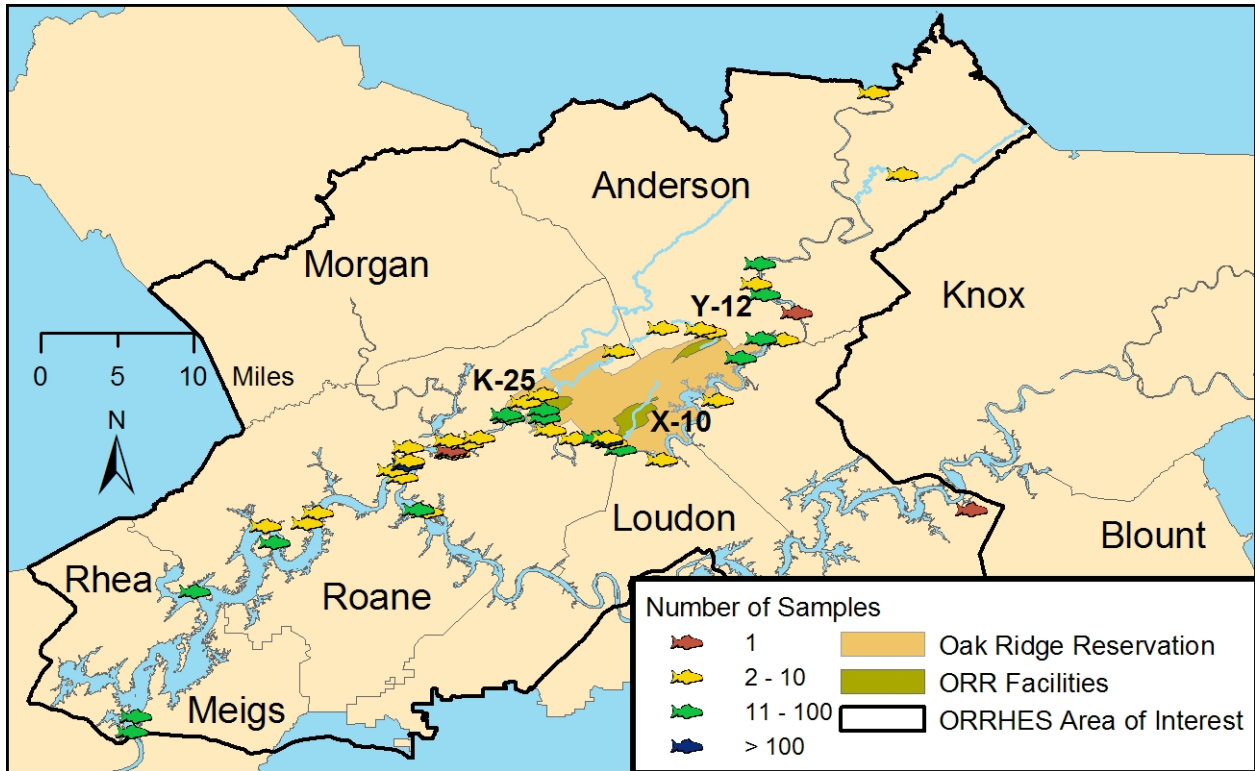 Anderson
Morgan
Knox
Y-12
0 5 10 Miles
K-25
N
X-10
Loudon
Blount
Rhea
Roane
Meigs
Number of Samples
1
2 - 10
11 - 100
> 100
Oak Ridge Reservation
ORR Facilities
ORRHES Area of Interest